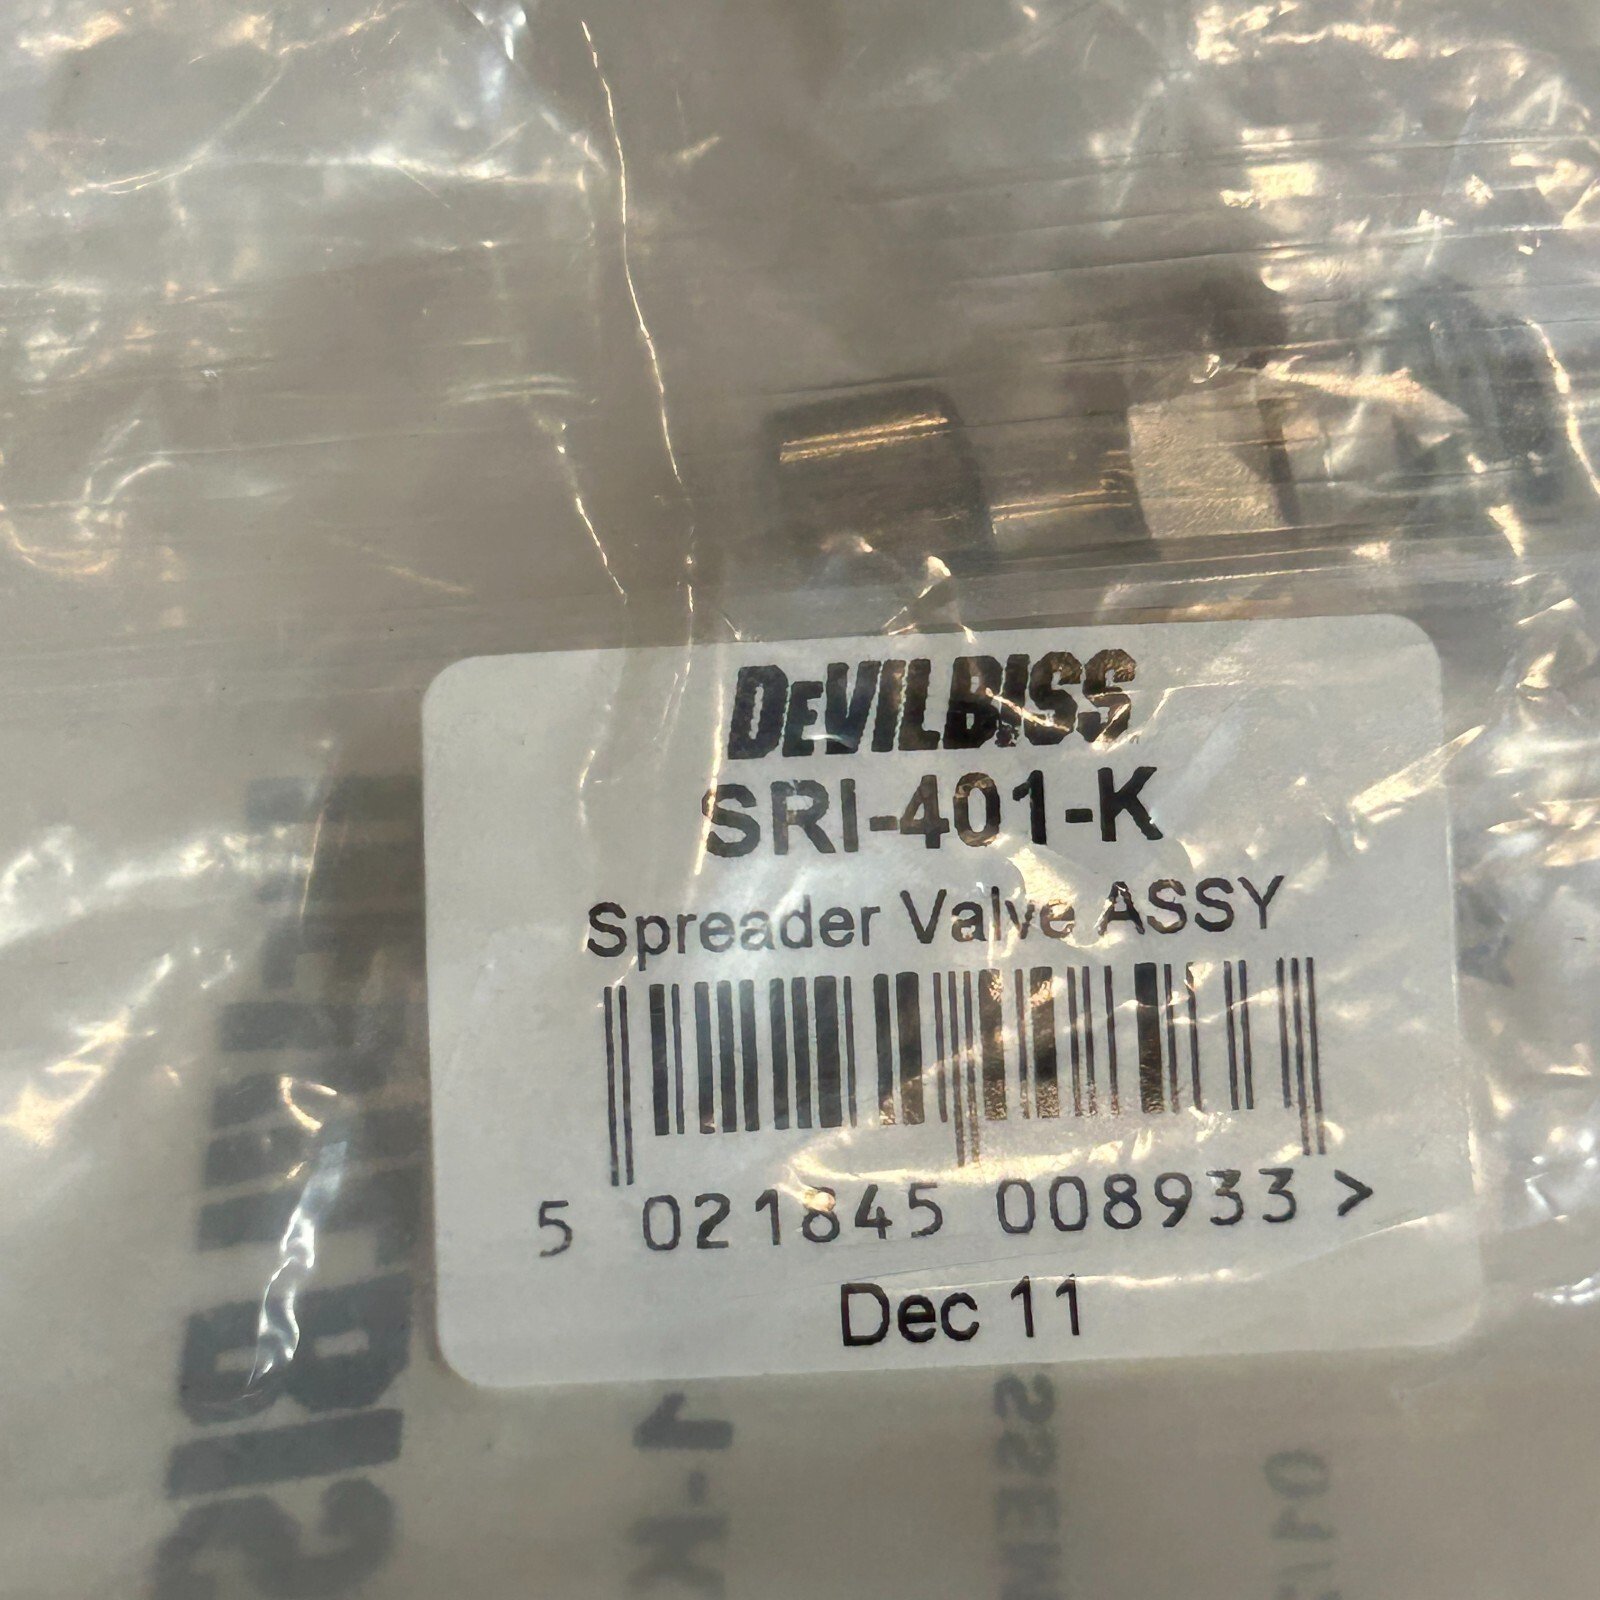 DEVILBISS
SRI-401-K
Spreader Valve ASSY
5 021845 008933 >
Dec 11
J-K